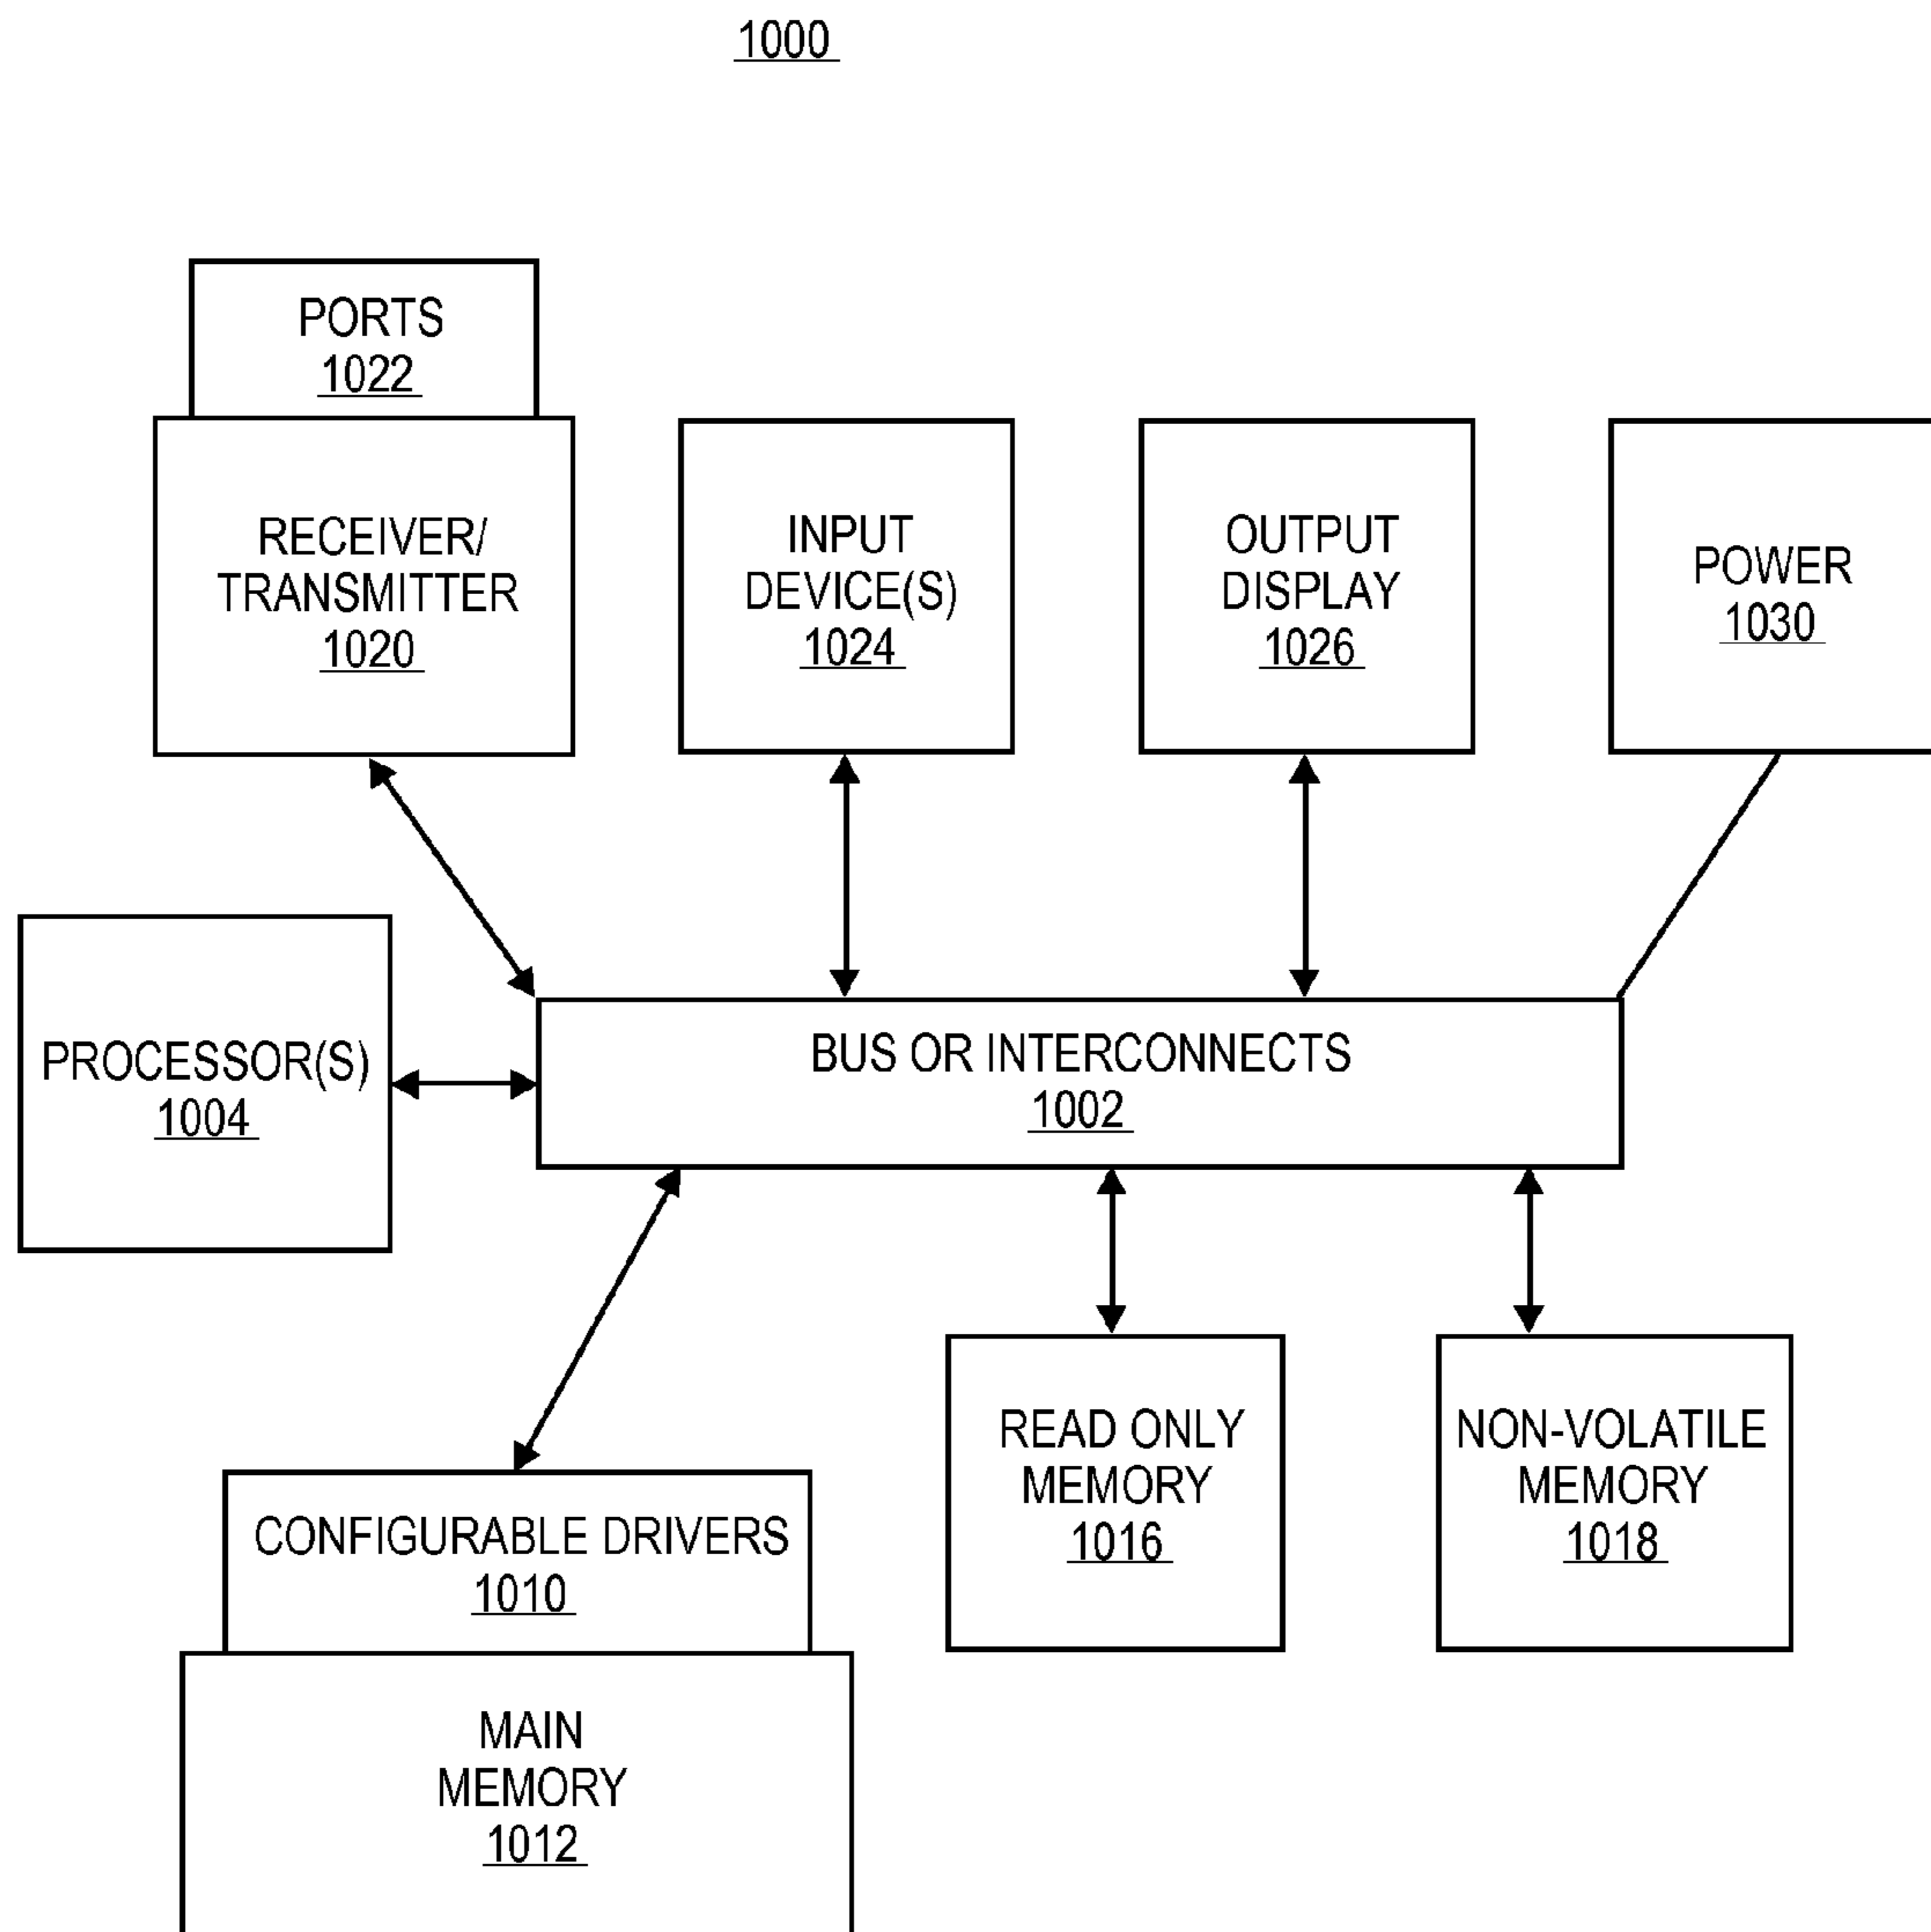 1000
PORTS
1022
RECEIVER/
TRANSMITTER
1020
INPUT
DEVICE(S)
1024
OUTPUT
DISPLAY
1026
POWER
1030
PROCESSOR(S)
1004
BUS OR INTERCONNECTS
1002
CONFIGURABLE DRIVERS
1010
MAIN
MEMORY
1012
READ ONLY
MEMORY
1016
NON-VOLATILE
MEMORY
1018